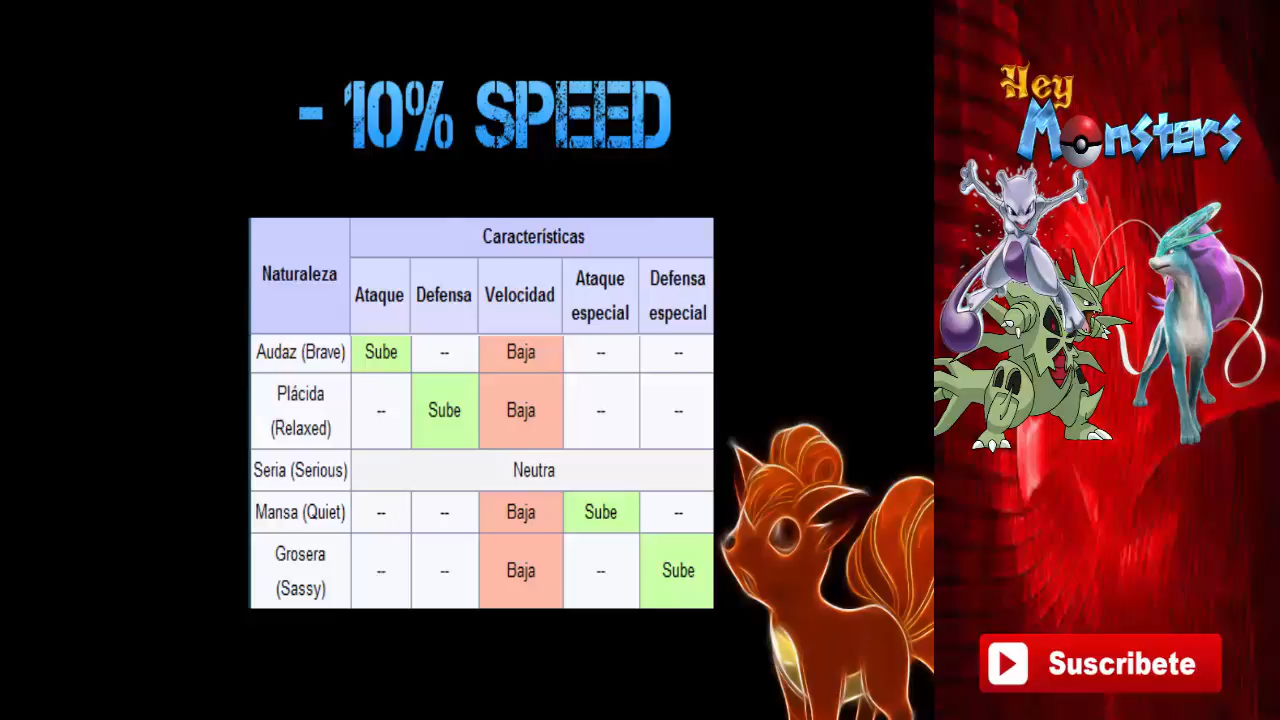 - 10% SPEED
Hey
Monsters
Naturaleza
Características
Ataque
Defensa
Velocidad
Ataque
especial
Defensa
especial
Audaz (Brave) Sube -- Baja -- --
Plácida
(Relaxed)
-- Sube Baja -- --
Seria (Serious) Neutra
Mansa (Quiet) -- -- Baja Sube --
Grosera
(Sassy)
-- -- Baja -- Sube
Suscribete